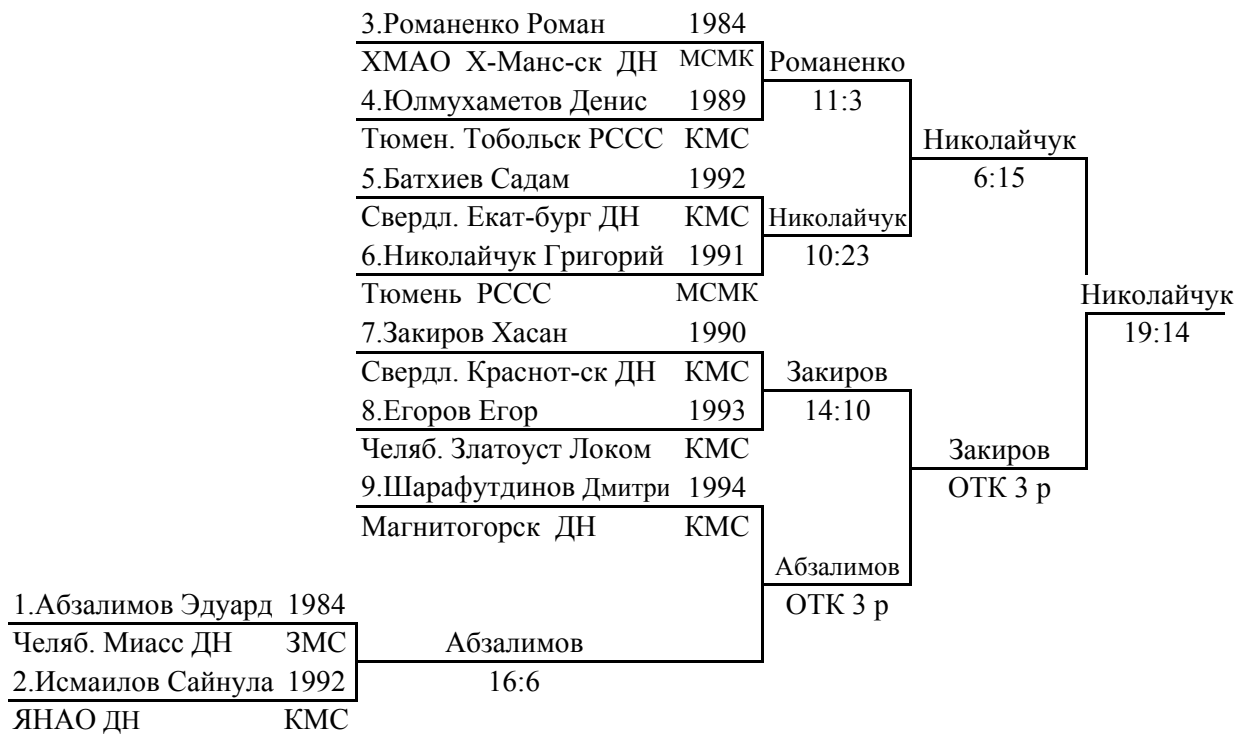 3.Романенко Роман 1984
ХМАО Х-Манс-ск ДН МСМК Романенко
4.Юлмухаметов Денис 1989 11:3
Тюмен. Тобольск РССС КМС Николайчук
5.Батхиев Садам 1992 6:15
Свердл. Екат-бург ДН КМС Николайчук
6.Николайчук Григорий 1991 10:23
Тюмень РССС МСМК Николайчук
7.Закиров Хасан 1990 19:14
Свердл. Краснот-ск ДН КМС Закиров
8.Егоров Егор 1993 14:10
Челяб. Златоуст Локом КМС Закиров
9.Шарафутдинов Дмитри 1994 ОТК 3 р
Магнитогорск ДН КМС
Абзалимов
1.Абзалимов Эдуард 1984 ОТК 3 р
Челяб. Миасс ДН ЗМС Абзалимов
2.Исмаилов Сайнула 1992 16:6
ЯНАО ДН КМС